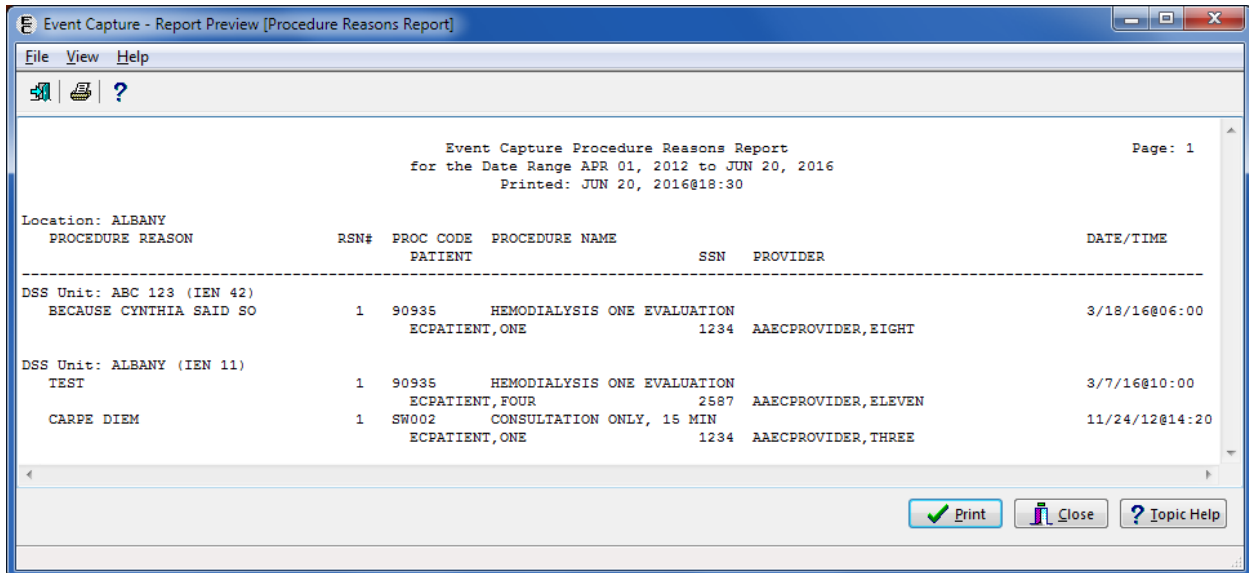 Event Capture - Report Preview [Procedure Reasons Report]
File View Help
Event Capture Procedure Reasons Report Page: 1
for the Date Range APR 01, 2012 to JUN 20, 2016
Printed: JUN 20, 2016@18:30
Location: ALBANY
PROCEDURE REASON RSN# PROC CODE PROCEDURE NAME DATE/TIME
PATIENT SSN PROVIDER
DSS Unit: ABC 123 (IEN 42)
BECAUSE CYNTHIA SAID SO 1 90935 HEMODIALYSIS ONE EVALUATION 3/18/16@06:00
ECPATIENT,ONE 1234 AAECPROVIDER,EIGHT
DSS Unit: ALBANY (IEN 11)
TEST 1 90935 HEMODIALYSIS ONE EVALUATION 3/7/16@10:00
ECPATIENT,FOUR 2587 AAECPROVIDER,ELEVEN
CARPE DIEM 1 SW002 CONSULTATION ONLY, 15 MIN 11/24/12@14:20
ECPATIENT,ONE 1234 AAECPROVIDER,THREE
Print Close ? Topic Help